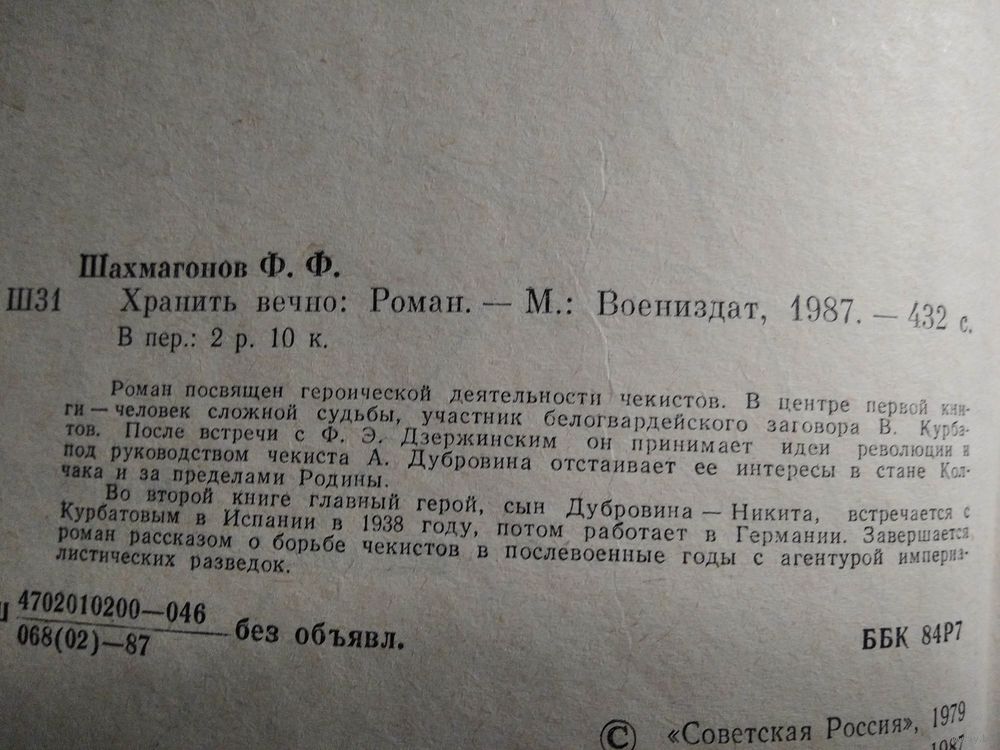 Шахмагонов Ф. Ф.
Ш31 Хранить вечно: Роман. — М.: Воениздат, 1987. — 432 с.
В пер.: 2 р. 10 к.
Роман посвящен героической деятельности чекистов. В центре первой кни-
ги — человек сложной судьбы, участник белогвардейского заговора В. Курба-
тов. После встречи с Ф. Э. Дзержинским он принимает идеи революции и
под руководством чекиста А. Дубровина отстаивает ее интересы в стане Кол-
чака и за пределами Родины.
Во второй книге главный герой, сын Дубровина — Никита, встречается с
Курбатовым в Испании в 1938 году, потом работает в Германии. Завершается
роман рассказом о борьбе чекистов в послевоенные годы с агентурой империа-
листических разведок.
Ш 4702010200—046
068(02)—87 без объявл.
ББК 84Р7
© «Советская Россия», 1979
1987